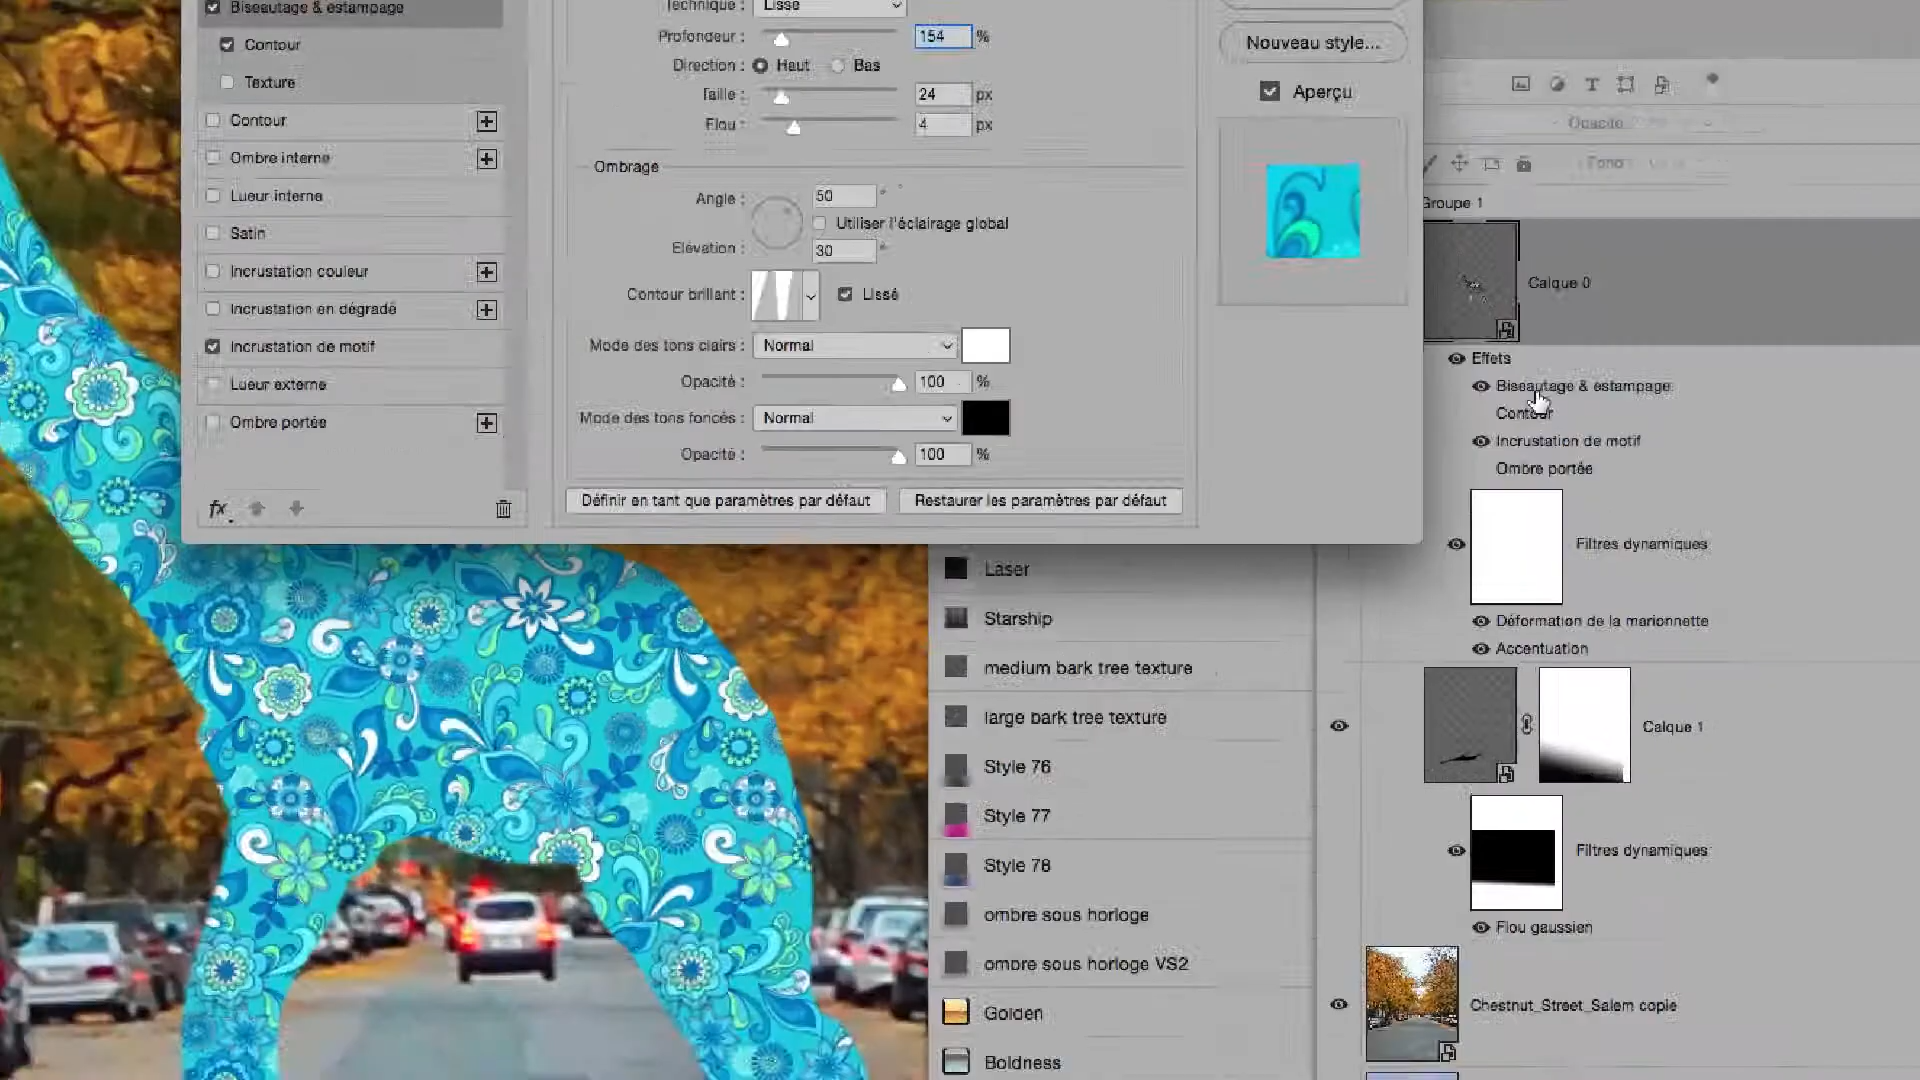 Biseautage & estampage
Contour
Texture
Contour
Ombre interne
Lueur interne
Satin
Incrustation couleur
Incrustation en dégradé
Incrustation de motif
Lueur externe
Ombre portée
fx
Technique : Lisse
Profondeur : 154 %
Direction : Haut Bas
Taille : 24 px
Flou : 4 px
Ombrage
Angle : 50 °
Utiliser l'éclairage global
Elévation : 30 °
Contour brillant : Lissé
Mode des tons clairs : Normal
Opacité : 100 %
Mode des tons foncés : Normal
Opacité : 100 %
Définir en tant que paramètres par défaut
Restaurer les paramètres par défaut
Nouveau style...
Aperçu
Laser
Starship
medium bark tree texture
large bark tree texture
Style 76
Style 77
Style 78
ombre sous horloge
ombre sous horloge VS2
Golden
Boldness
Opacité
Fond
Groupe 1
Calque 0
Effets
Biseautage & estampage
Contour
Incrustation de motif
Ombre portée
Filtres dynamiques
Déformation de la marionnette
Accentuation
Calque 1
Filtres dynamiques
Flou gaussien
Chestnut_Street_Salem copie